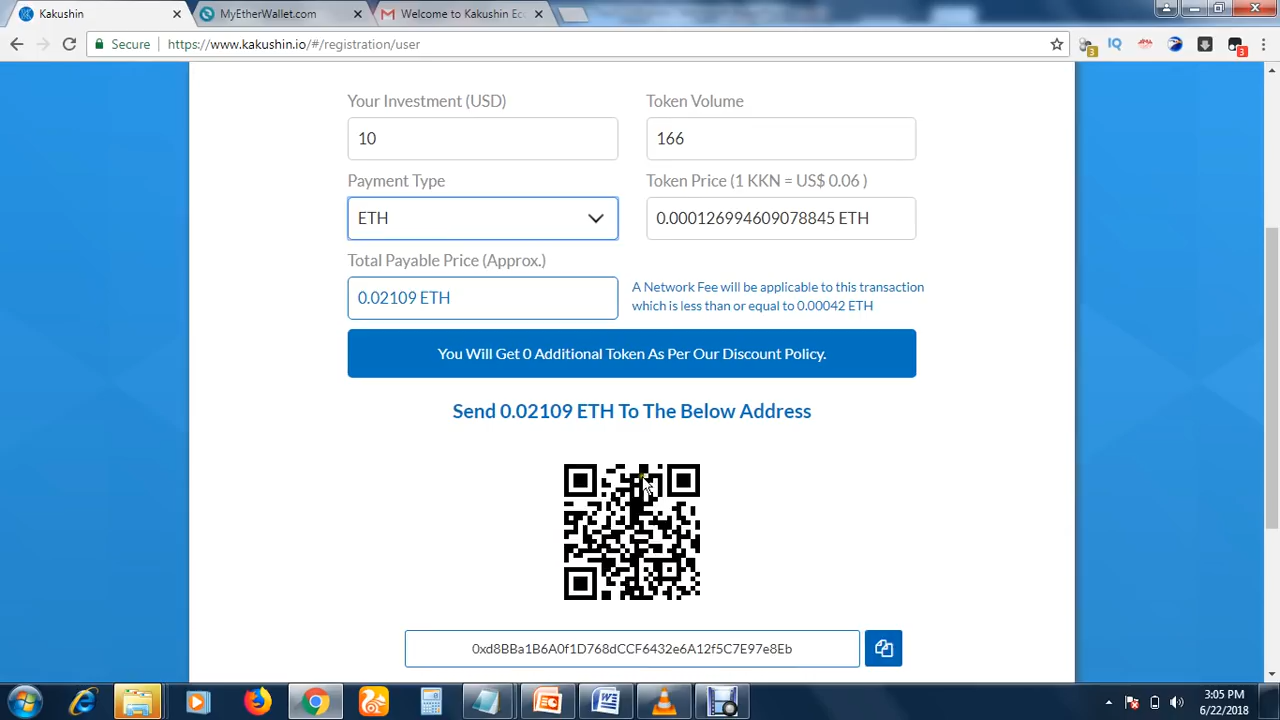 Kakushin
MyEtherWallet.com
Welcome to Kakushin Ec
Secure
https://www.kakushin.io/#/registration/user
IQ
3
3
Your Investment (USD)
Token Volume
10
166
Payment Type
Token Price (1 KKN = US$ 0.06 )
ETH
0.000126994609078845 ETH
Total Payable Price (Approx.)
0.02109 ETH
A Network Fee will be applicable to this transaction
which is less than or equal to 0.00042 ETH
You Will Get 0 Additional Token As Per Our Discount Policy.
Send 0.02109 ETH To The Below Address
0xd8BBa1B6A0f1D768dCCF6432e6A12f5C7E97e8Eb
3:05 PM
6/22/2018